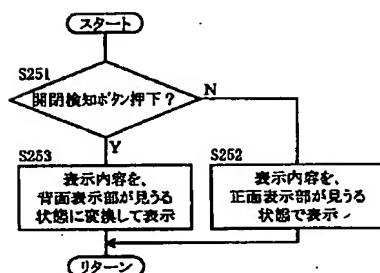 スタート
S251
開閉検知ボタン押下？
N
Y
S253
表示内容を、
背面表示部が見うる
状態に変換して表示
S252
表示内容を、
正面表示部が見うる
状態で表示
リターン